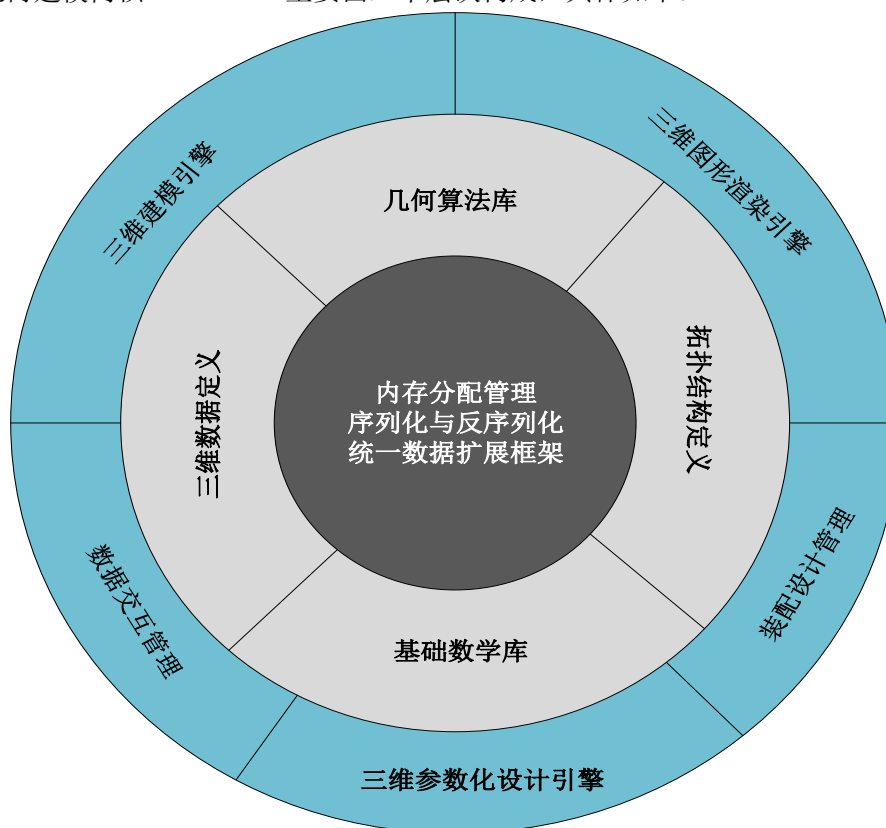 三维建模引擎
三维图形渲染引擎
几何算法库
三维数据定义
拓扑结构定义
内存分配管理
序列化与反序列化
统一数据扩展框架
数据交互管理
装配设计管理
基础数学库
三维参数化设计引擎